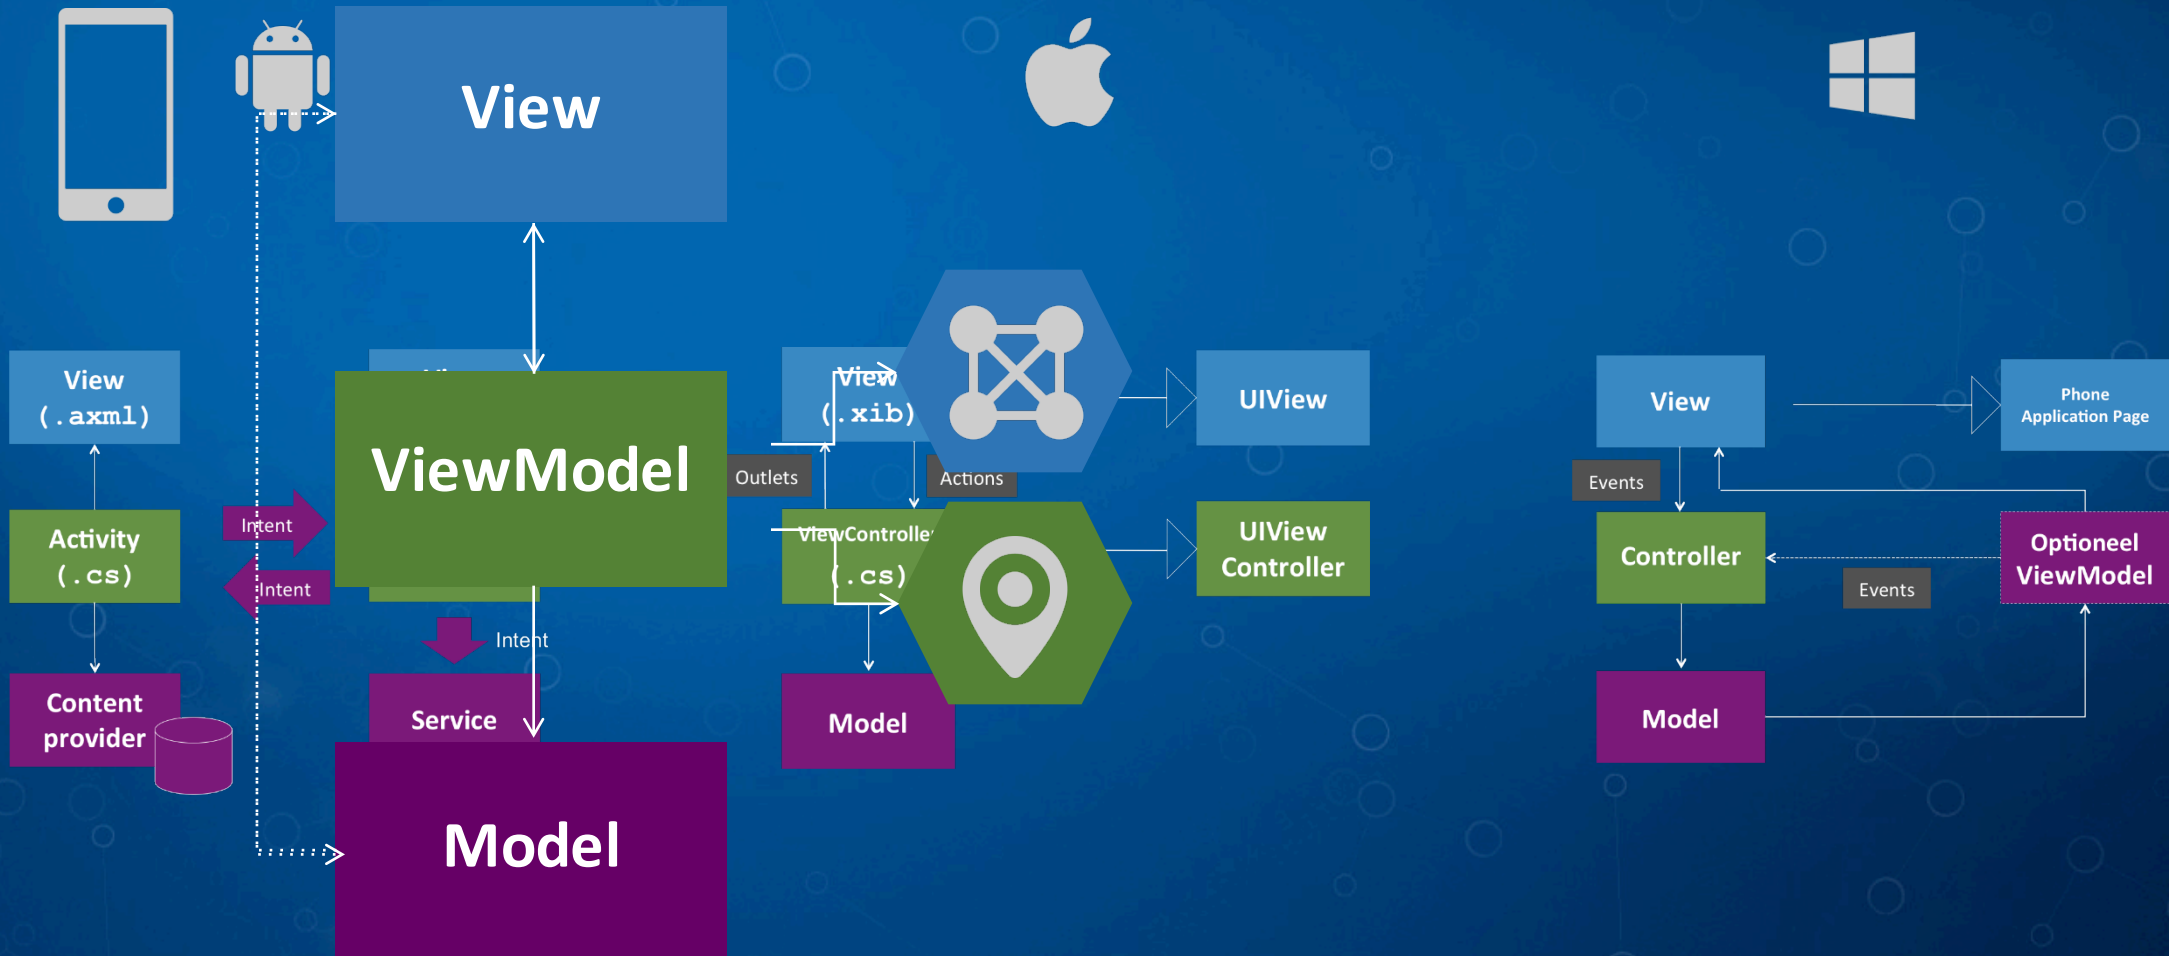 View
ViewModel
Model
View
(.axml)
Activity
(.cs)
Content
provider
Intent
Intent
Intent
Service
View
(.xib)
Outlets
Actions
(.cs)
Model
UIView
UIView
Controller
View
Events
Controller
Model
Phone
Application Page
Optioneel
ViewModel
Events